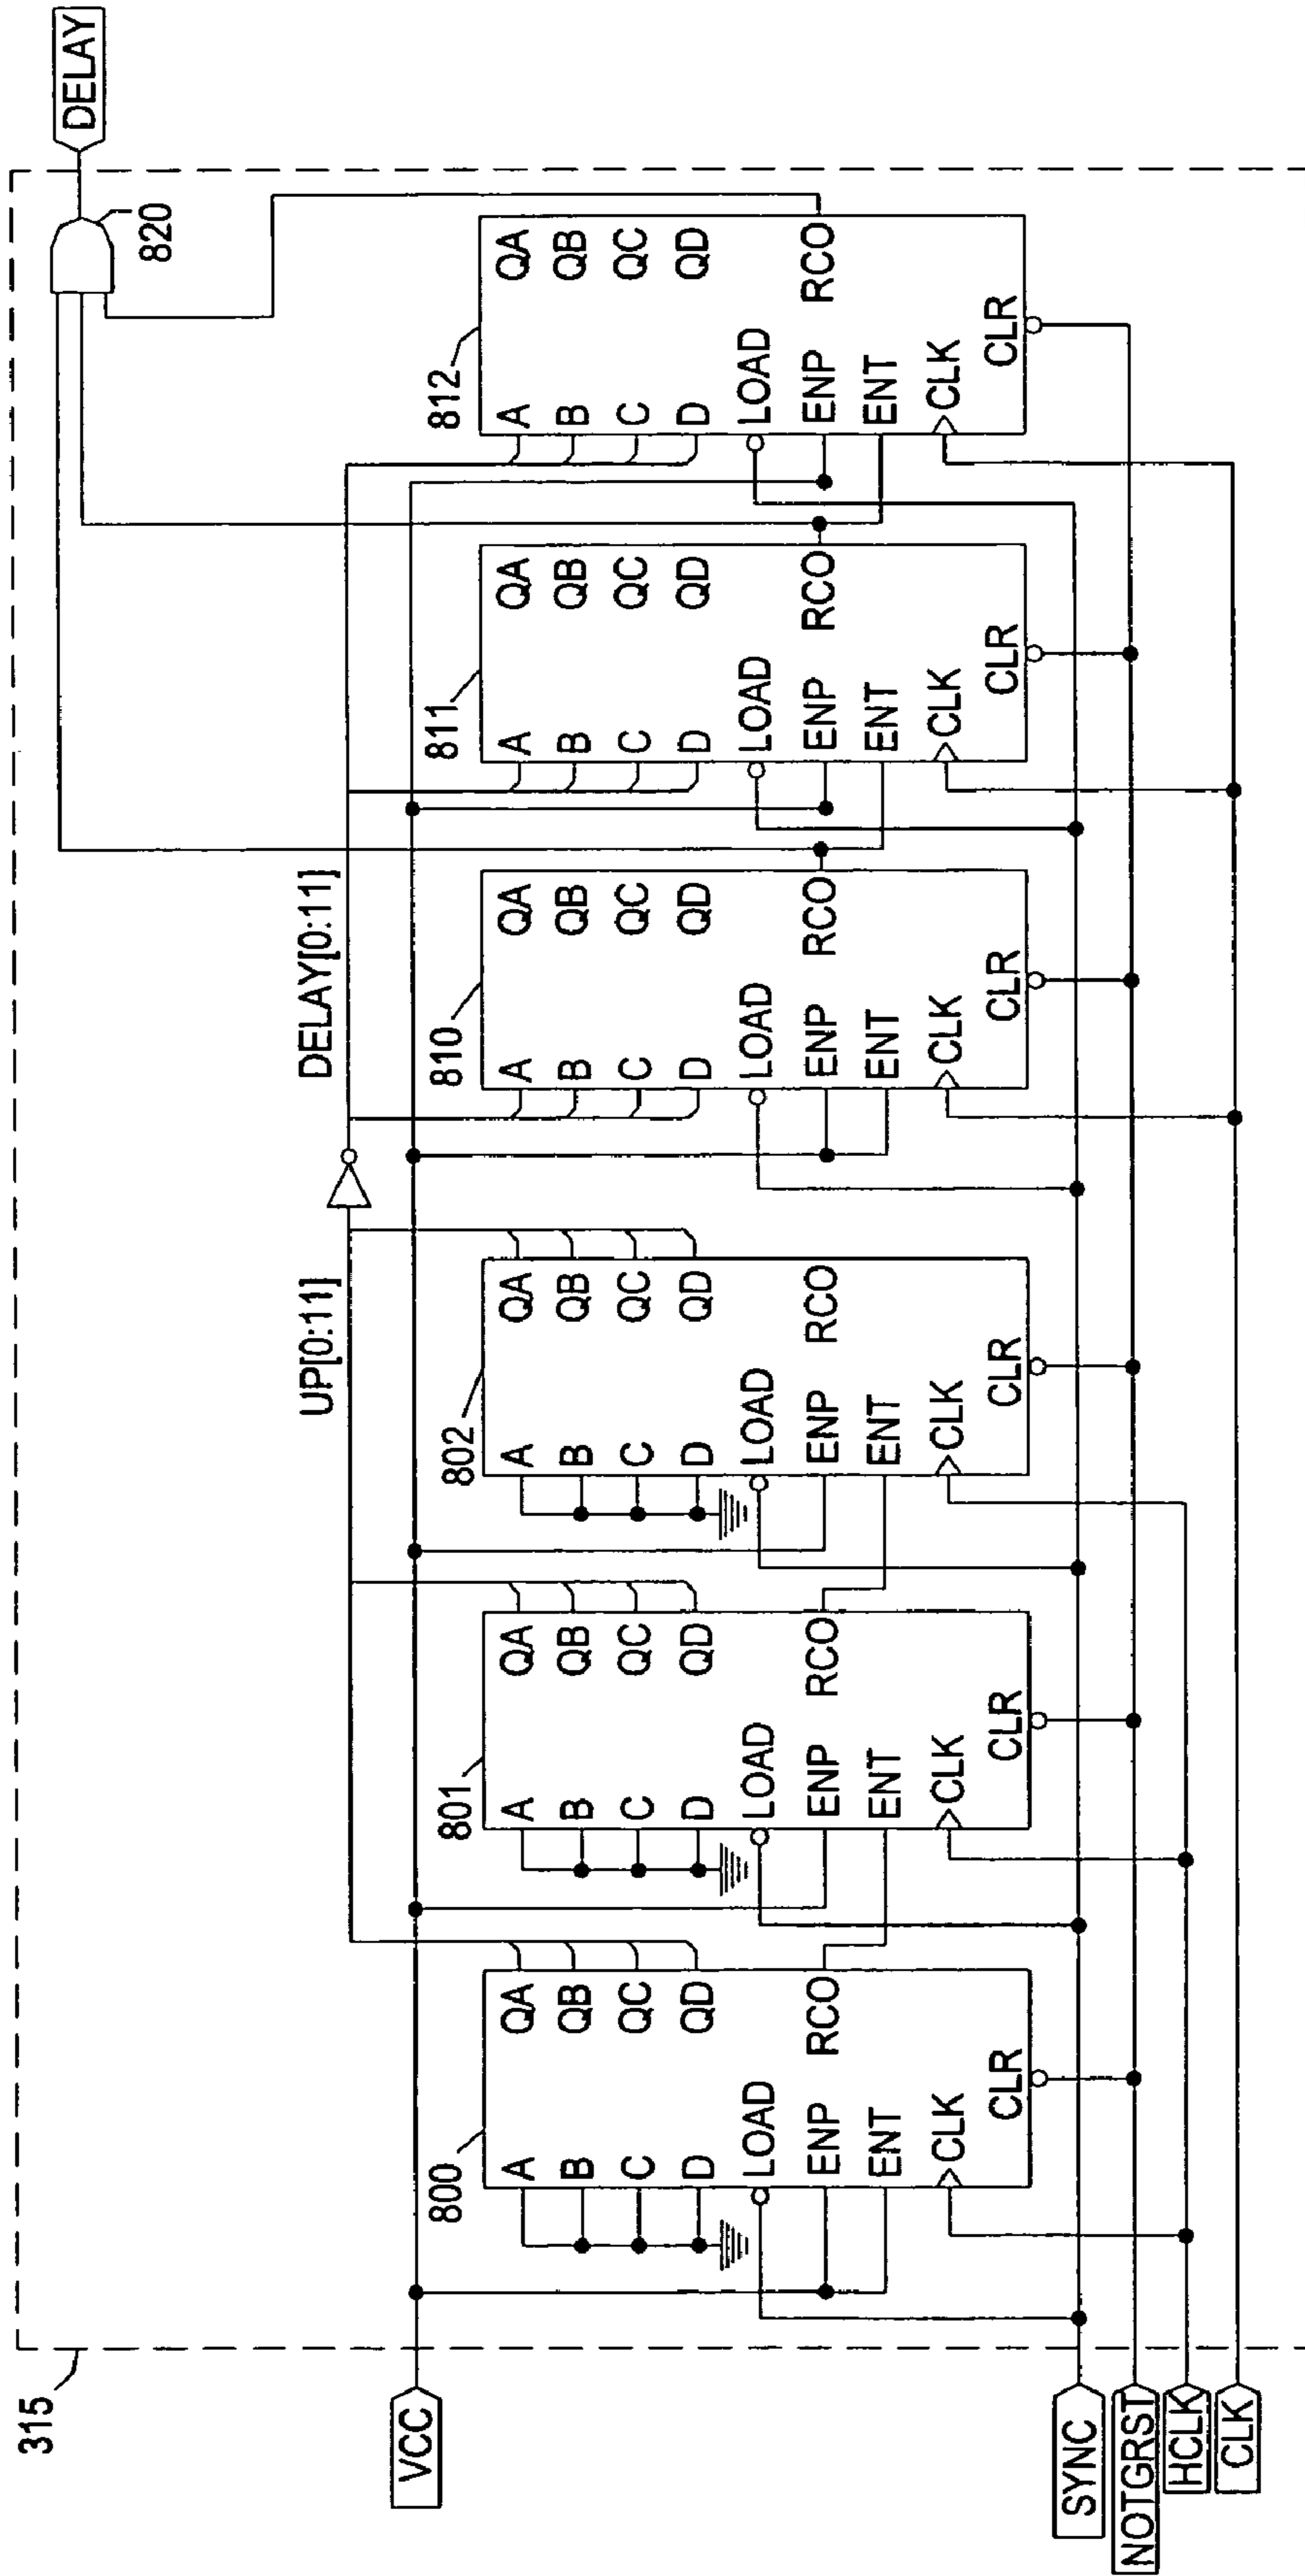 315
VCC
SYNC
NOTGRST
HCLK
CLK
DELAY
820
UP[0:11]
DELAY[0:11]
800
A
B
C
D
LOAD
ENP
ENT
CLK
CLR
QA
QB
QC
QD
RCO
801
A
B
C
D
LOAD
ENP
ENT
CLK
CLR
QA
QB
QC
QD
RCO
802
A
B
C
D
LOAD
ENP
ENT
CLK
CLR
QA
QB
QC
QD
RCO
810
A
B
C
D
LOAD
ENP
ENT
CLK
CLR
QA
QB
QC
QD
RCO
811
A
B
C
D
LOAD
ENP
ENT
CLK
CLR
QA
QB
QC
QD
RCO
812
A
B
C
D
LOAD
ENP
ENT
CLK
CLR
QA
QB
QC
QD
RCO